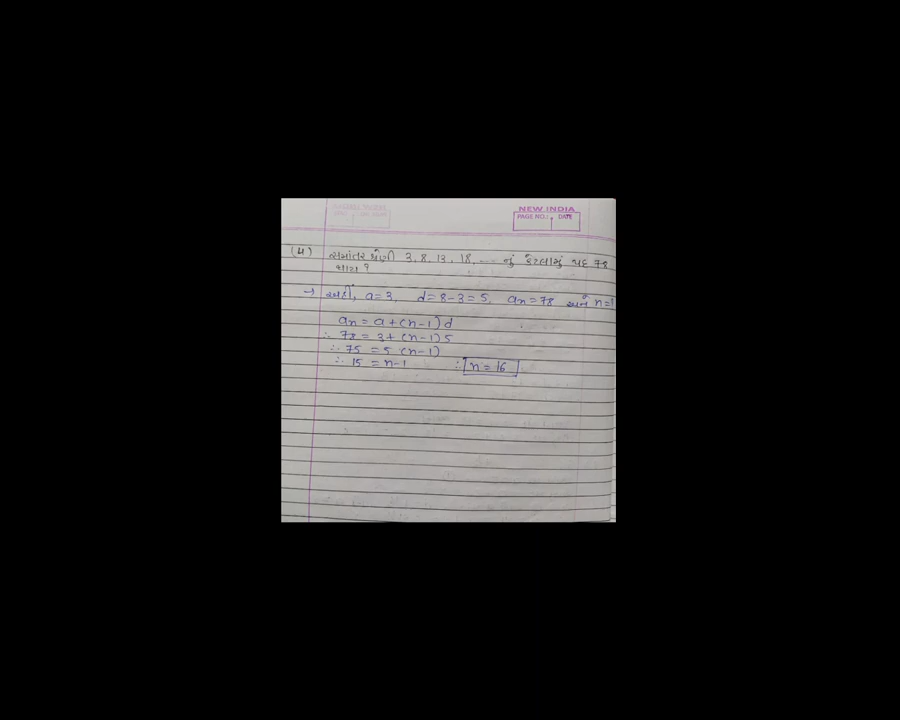 NEW INDIA
PAGE NO.: DATE
(૫) સમાંતર શ્રેણી 3, 8, 13, 18, ... નું કેટલામું પદ 78
થાય ?
→ અહીં, a = 3, d = 8 - 3 = 5, an = 78 અને n = ?
an = a + (n-1) d
∴ 78 = 3 + (n-1) 5
∴ 75 = 5 (n-1)
∴ 15 = n-1 ∴ n = 16